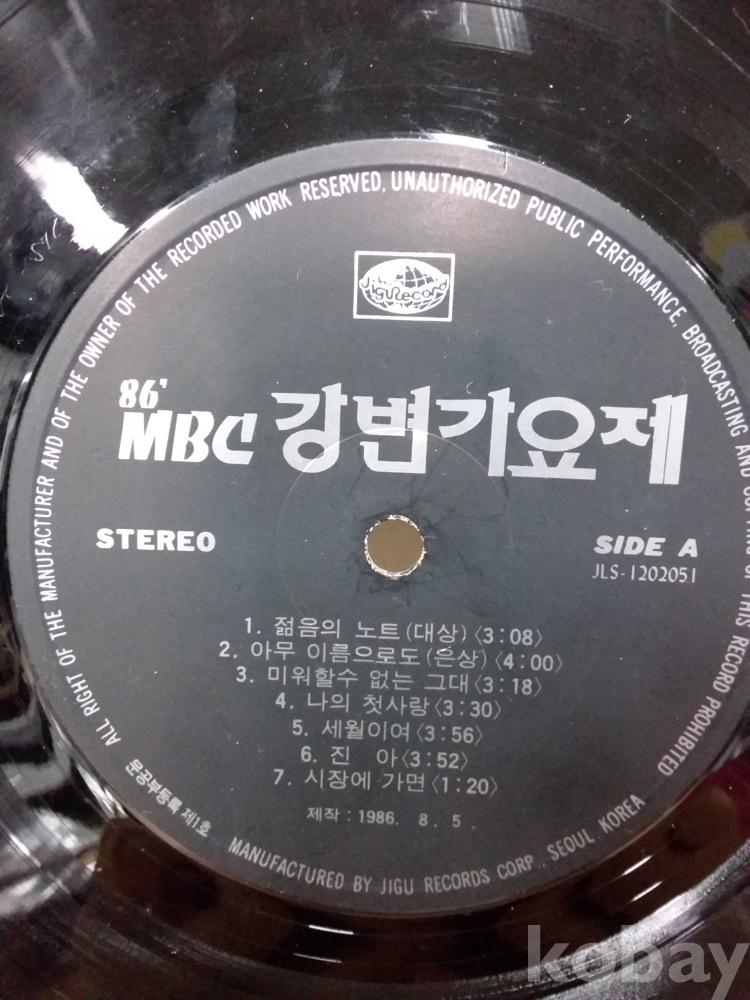 ALL RIGHT OF THE MANUFACTURER AND OF THE OWNER OF THE RECORDED WORK RESERVED, UNAUTHORIZED PUBLIC PERFORMANCE, BROADCASTING AND OF THIS RECORD PROHIBITED
JiguRecord
86'
MBC 강변가요제
STEREO
SIDE A
JLS-1202051
1. 젊음의 노트(대상)〈3:08〉
2. 아무 이름으로도(은상)〈4:00〉
3. 미워할수 없는 그대〈3:18〉
4. 나의 첫사랑〈3:30〉
5. 세월이여〈3:56〉
6. 진 아〈3:52〉
7. 시장에 가면〈1:20〉
제작 : 1986. 8. 5.
문공부등록 제1호
MANUFACTURED BY JIGU RECORDS CORP., SEOUL KOREA
kobay